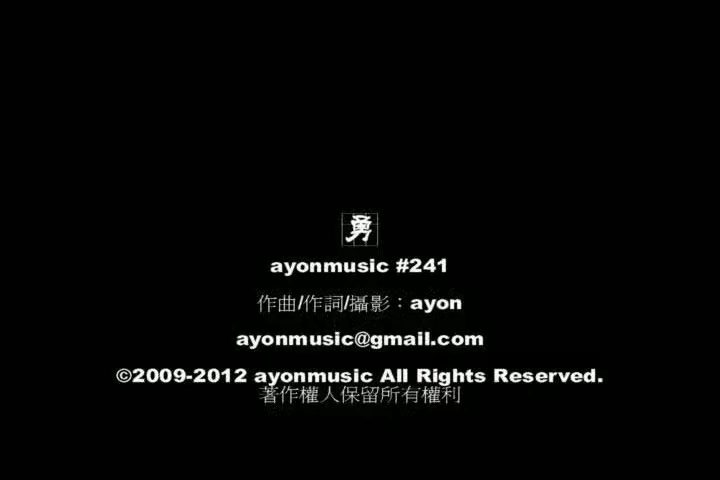 勇
ayonmusic #241
作曲/作詞/攝影：ayon
ayonmusic@gmail.com
©2009-2012 ayonmusic All Rights Reserved.
著作權人保留所有權利